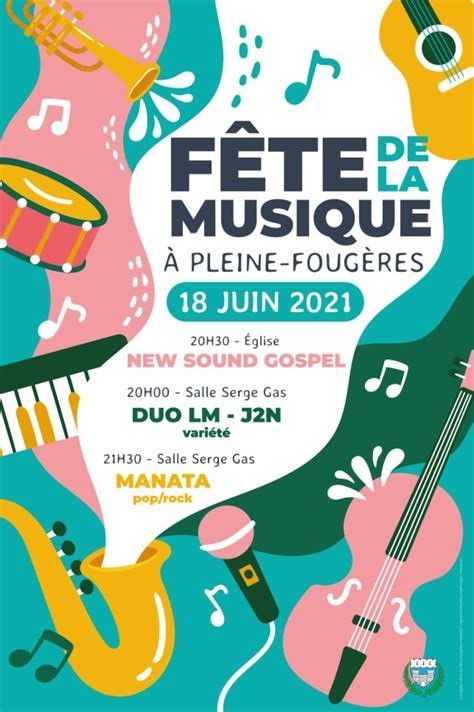 FÊTE DE
LA
MUSIQUE
À PLEINE-FOUGÈRES
18 JUIN 2021
20H30 - Église
NEW SOUND GOSPEL
20H00 - Salle Serge Gas
DUO LM - J2N
variété
21H30 - Salle Serge Gas
MANATA
pop/rock